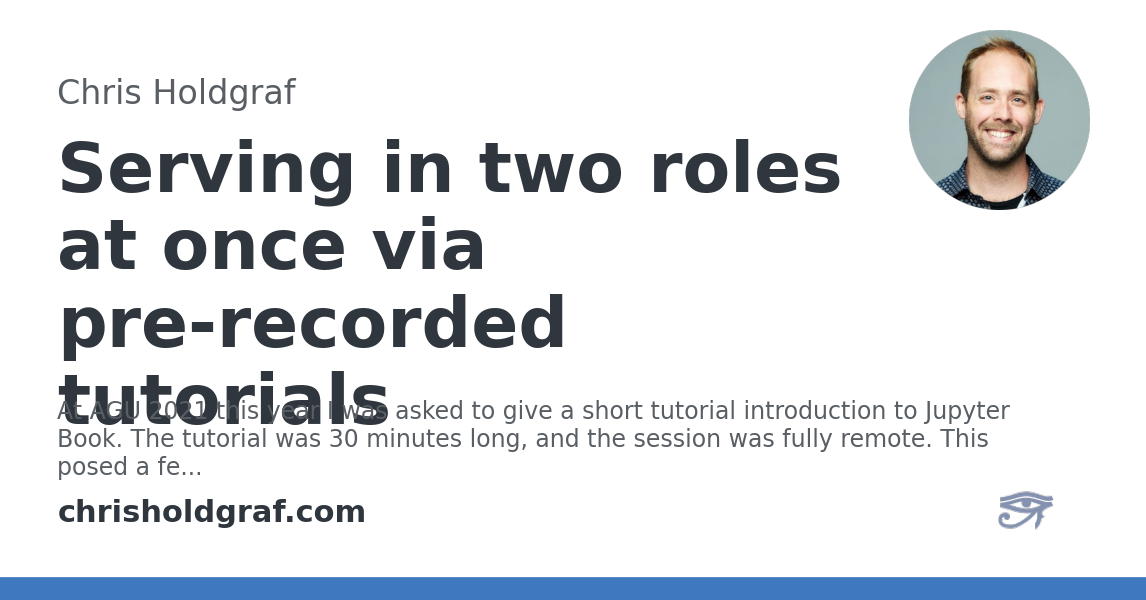 Chris Holdgraf
Serving in two roles
at once via
pre-recorded
tutorials
At AGU 2021 this year I was asked to give a short tutorial introduction to Jupyter
Book. The tutorial was 30 minutes long, and the session was fully remote. This
posed a fe...
chrisholdgraf.com